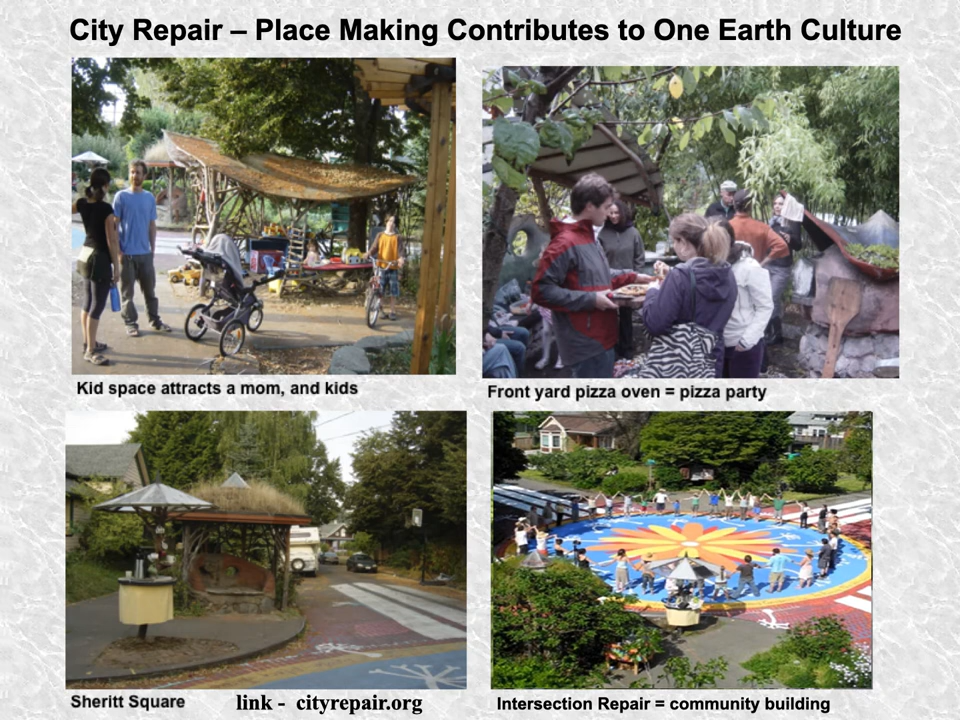 City Repair – Place Making Contributes to One Earth Culture
Kid space attracts a mom, and kids
Front yard pizza oven = pizza party
Sheritt Square
link - cityrepair.org
Intersection Repair = community building